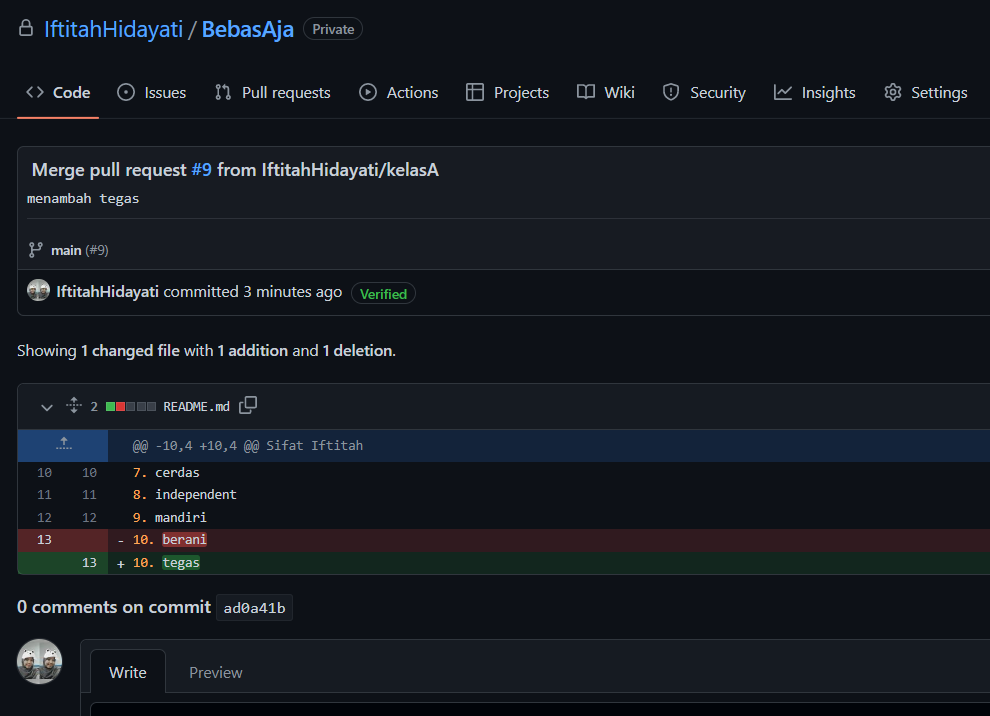 IftitahHidayati / BebasAja Private
Code Issues Pull requests Actions Projects Wiki Security Insights Settings
Merge pull request #9 from IftitahHidayati/kelasA
menambah tegas
main (#9)
IftitahHidayati committed 3 minutes ago Verified
Showing 1 changed file with 1 addition and 1 deletion.
2 README.md
@@ -10,4 +10,4 @@ Sifat Iftitah
10 10 7. cerdas
11 11 8. independent
12 12 9. mandiri
13 - 10. berani
13 + 10. tegas
0 comments on commit ad0a41b
Write Preview